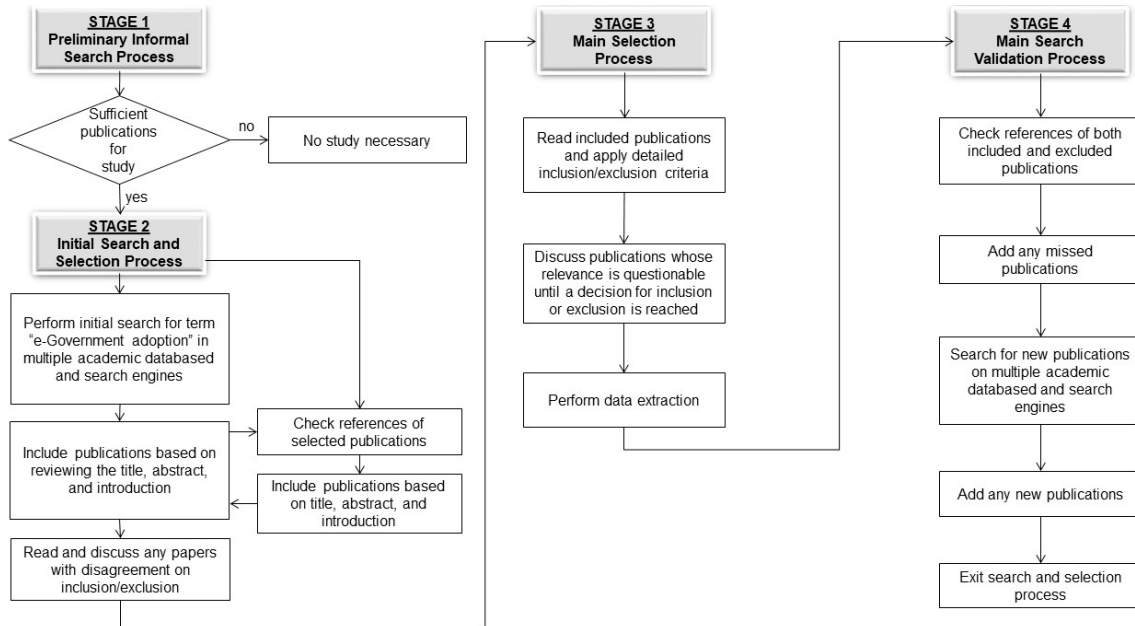 STAGE 1
Preliminary Informal
Search Process
Sufficient
publications
for
study
no
No study necessary
yes
STAGE 2
Initial Search and
Selection Process
Perform initial search for term
“e-Government adoption” in
multiple academic databased
and search engines
Include publications based on
reviewing the title, abstract,
and introduction
Check references of
selected publications
Include publications based
on title, abstract, and
introduction
Read and discuss any papers
with disagreement on
inclusion/exclusion
STAGE 3
Main Selection
Process
Read included publications
and apply detailed
inclusion/exclusion criteria
Discuss publications whose
relevance is questionable
until a decision for inclusion
or exclusion is reached
Perform data extraction
STAGE 4
Main Search
Validation Process
Check references of both
included and excluded
publications
Add any missed
publications
Search for new publications
on multiple academic
databased and search
engines
Add any new publications
Exit search and selection
process